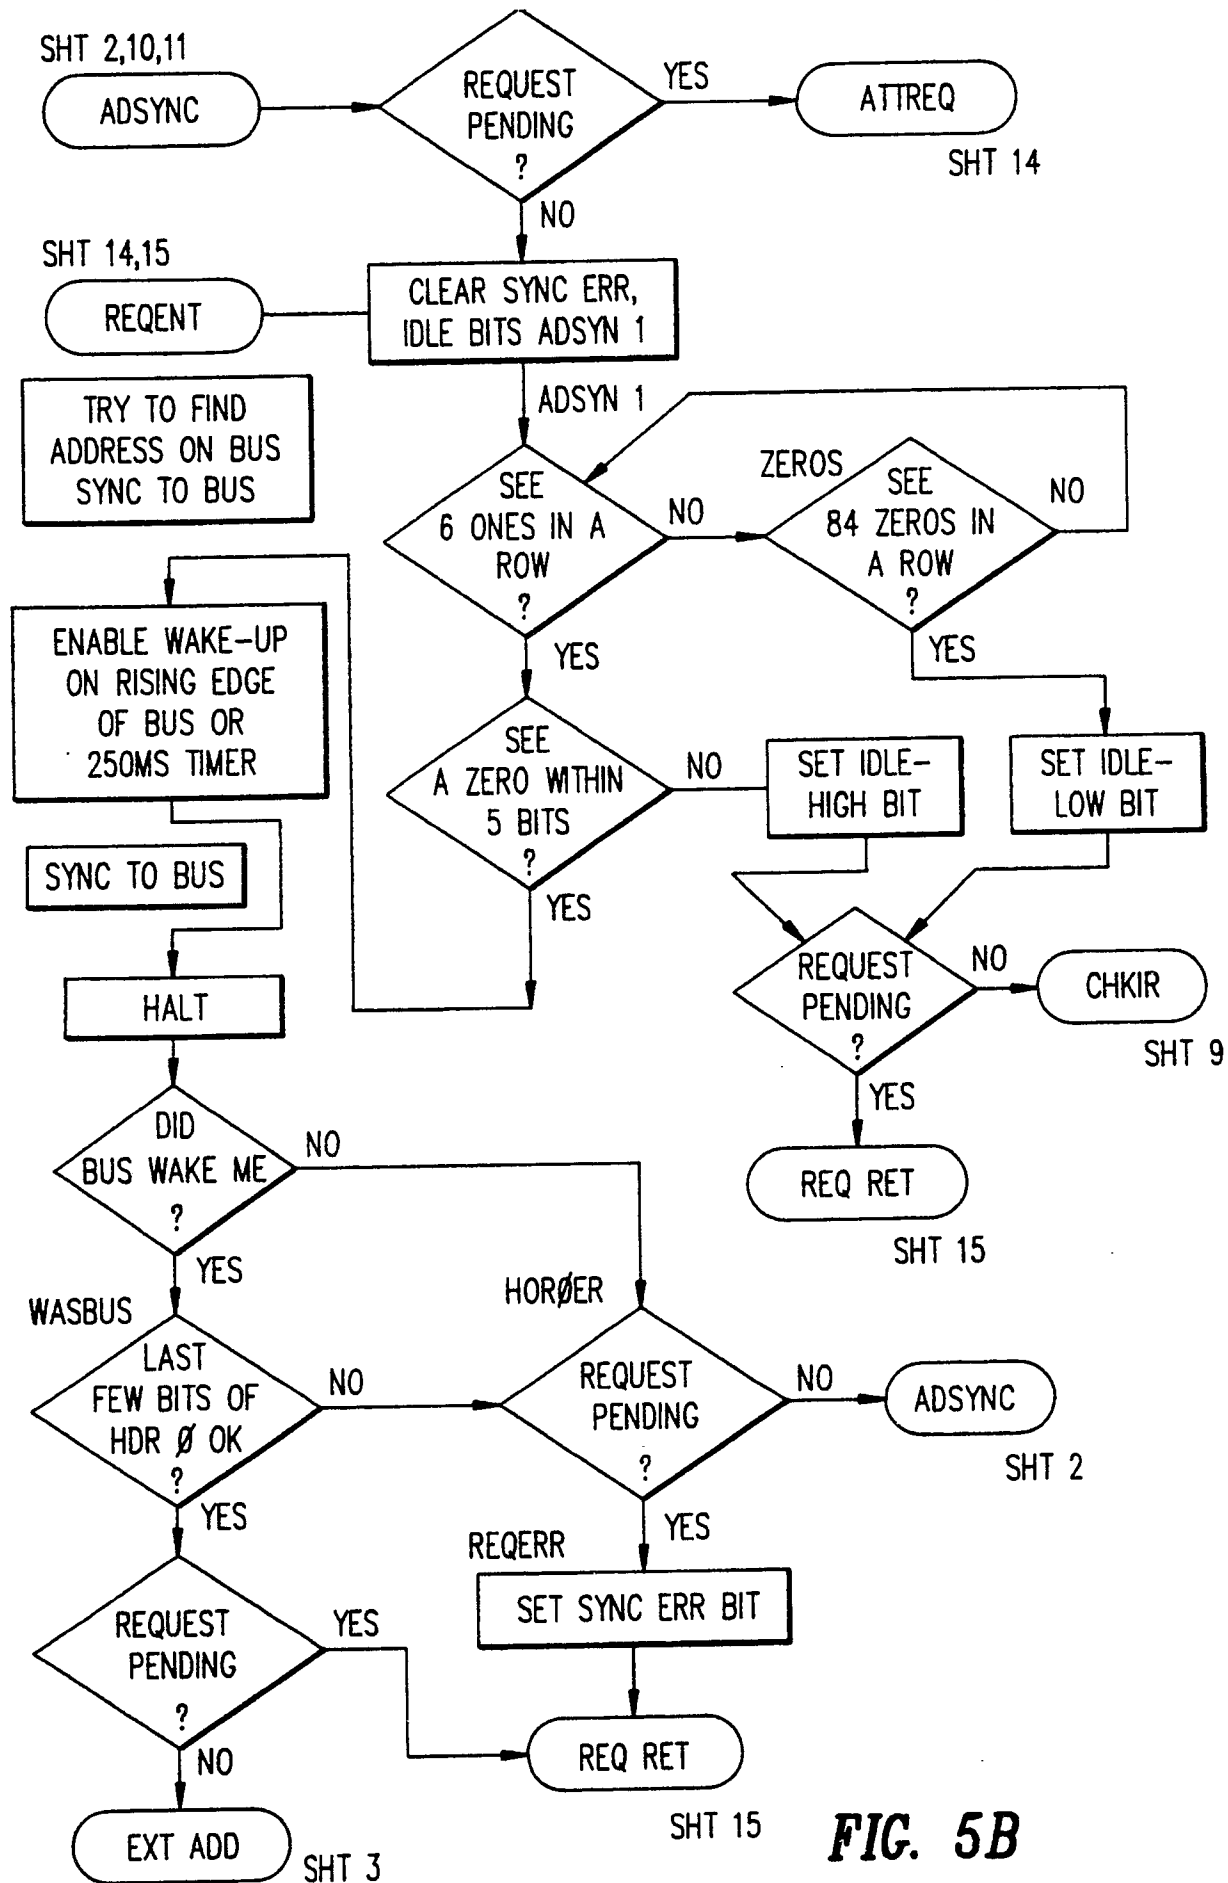 SHT 2,10,11
ADSYNC
REQUEST
PENDING
?
YES
ATTREQ
SHT 14
NO
SHT 14,15
REQENT
CLEAR SYNC ERR,
IDLE BITS ADSYN 1
ADSYN 1
TRY TO FIND
ADDRESS ON BUS
SYNC TO BUS
SEE
6 ONES IN A
ROW
?
NO
ZEROS
SEE
84 ZEROS IN
A ROW
?
NO
YES
YES
ENABLE WAKE-UP
ON RISING EDGE
OF BUS OR
250MS TIMER
SEE
A ZERO WITHIN
5 BITS
?
NO
SET IDLE-
HIGH BIT
SET IDLE-
LOW BIT
YES
SYNC TO BUS
HALT
REQUEST
PENDING
?
NO
CHKIR
SHT 9
YES
REQ RET
SHT 15
DID
BUS WAKE ME
?
NO
YES
WASBUS
LAST
FEW BITS OF
HDR Ø OK
?
NO
HORØER
REQUEST
PENDING
?
NO
ADSYNC
SHT 2
YES
YES
REQERR
SET SYNC ERR BIT
REQUEST
PENDING
?
YES
REQ RET
SHT 15
NO
EXT ADD
SHT 3
FIG. 5B